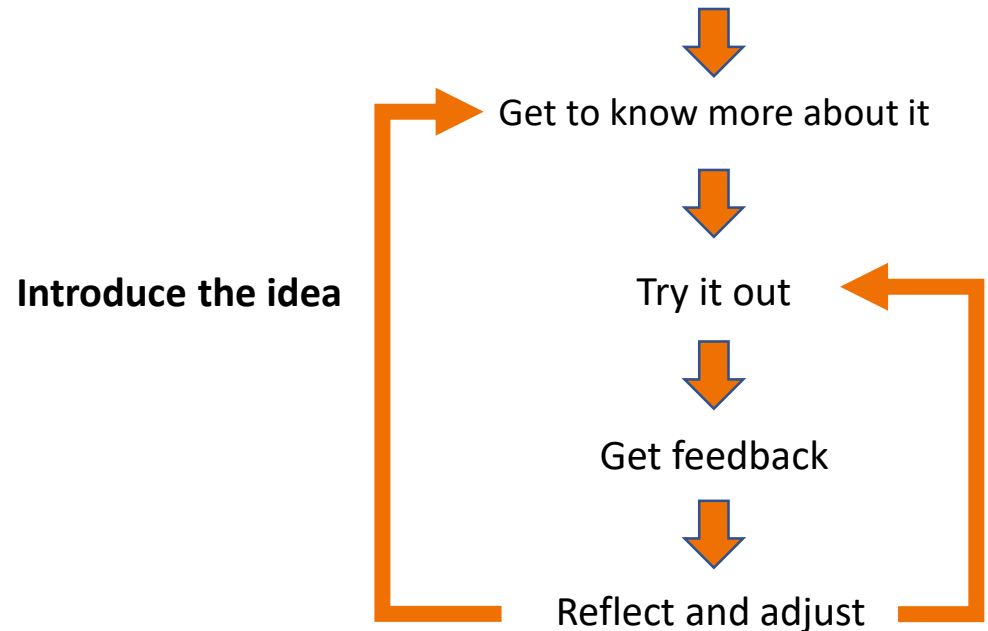 Get to know more about it
Introduce the idea
Try it out
Get feedback
Reflect and adjust